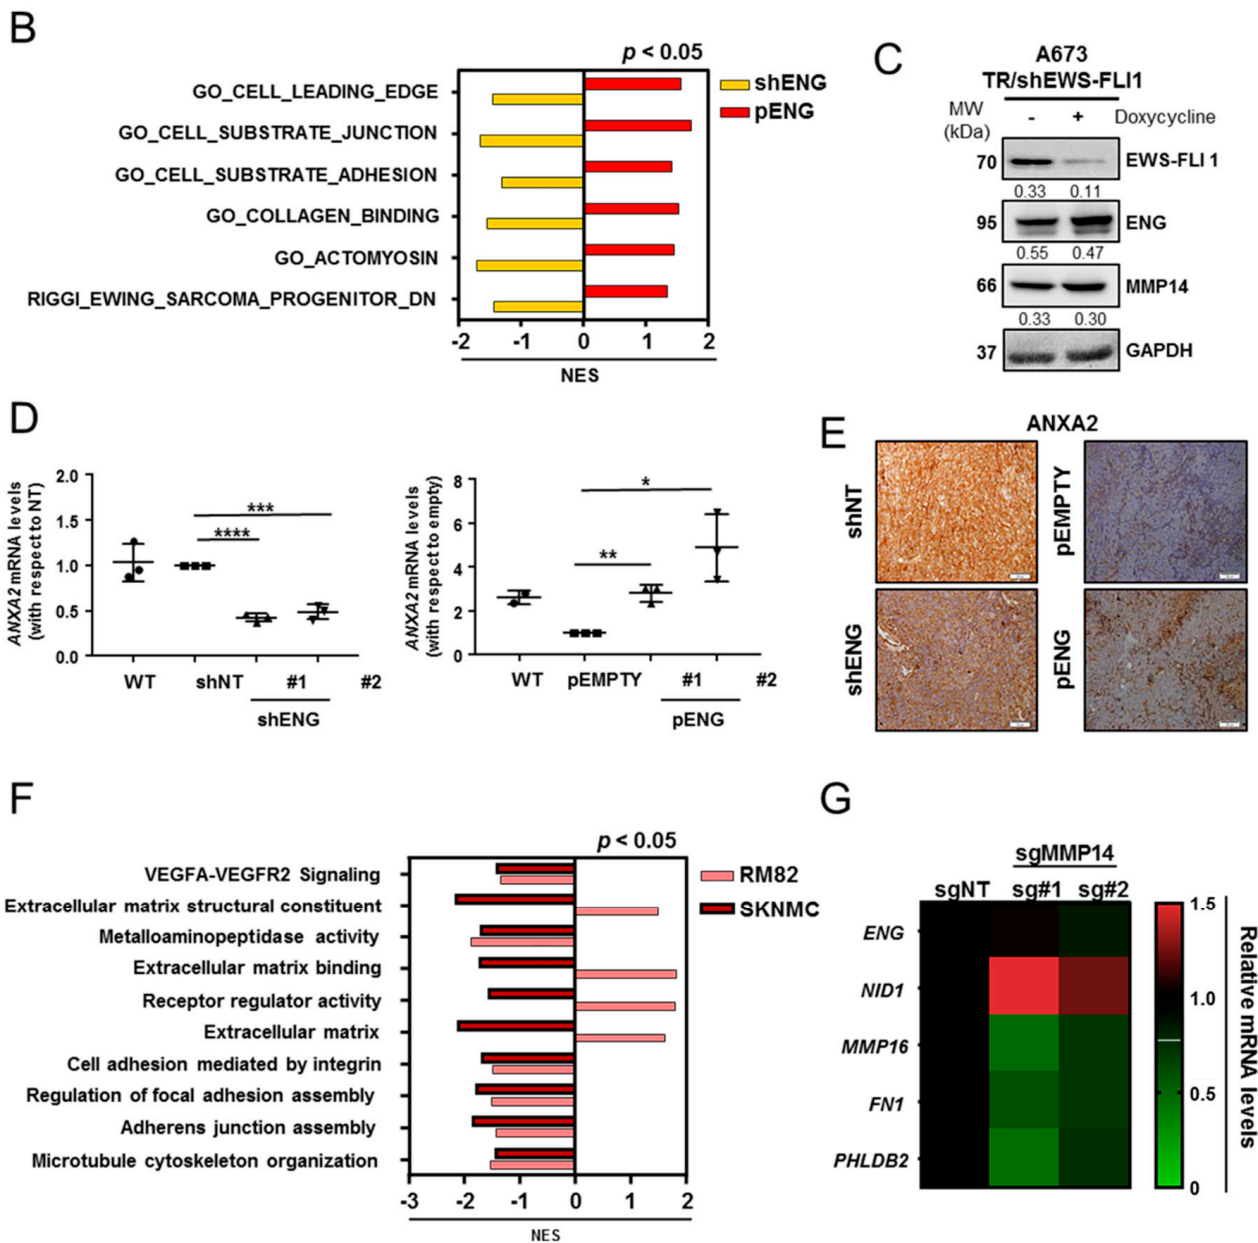 B
p < 0.05
shENG
pENG
GO_CELL_LEADING_EDGE
GO_CELL_SUBSTRATE_JUNCTION
GO_CELL_SUBSTRATE_ADHESION
GO_COLLAGEN_BINDING
GO_ACTOMYOSIN
RIGGI_EWING_SARCOMA_PROGENITOR_DN
-2 -1 0 1 2
NES
C
A673
TR/shEWS-FLI1
MW
(kDa)
- + Doxycycline
70 EWS-FLI 1
0.33 0.11
95 ENG
0.55 0.47
66 MMP14
0.33 0.30
37 GAPDH
D
ANXA2 mRNA levels
(with respect to NT)
2.0
1.5
1.0
0.5
0.0
***
****
WT shNT #1 #2
shENG
ANXA2 mRNA levels
(with respect to empty)
8
6
4
2
0
*
**
WT pEMPTY #1 #2
pENG
E
ANXA2
shNT
pEMPTY
shENG
pENG
F
p < 0.05
RM82
SKNMC
VEGFA-VEGFR2 Signaling
Extracellular matrix structural constituent
Metalloaminopeptidase activity
Extracellular matrix binding
Receptor regulator activity
Extracellular matrix
Cell adhesion mediated by integrin
Regulation of focal adhesion assembly
Adherens junction assembly
Microtubule cytoskeleton organization
-3 -2 -1 0 1 2
NES
G
sgMMP14
sgNT sg#1 sg#2
ENG
NID1
MMP16
FN1
PHLDB2
1.5
1.0
0.5
0
Relative mRNA levels